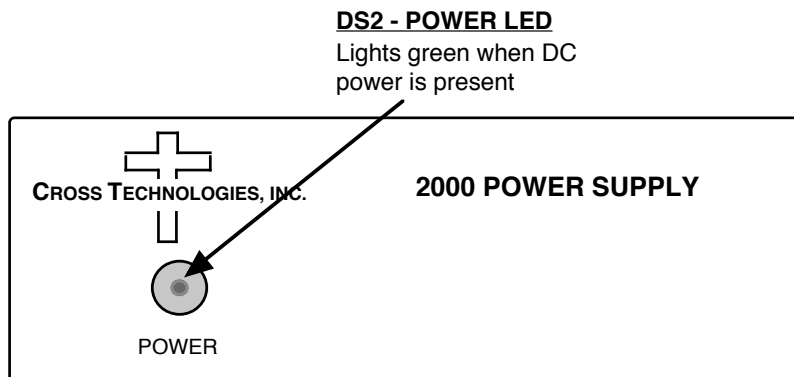 DS2 - POWER LED
Lights green when DC
power is present
CROSS TECHNOLOGIES, INC.
2000 POWER SUPPLY
POWER